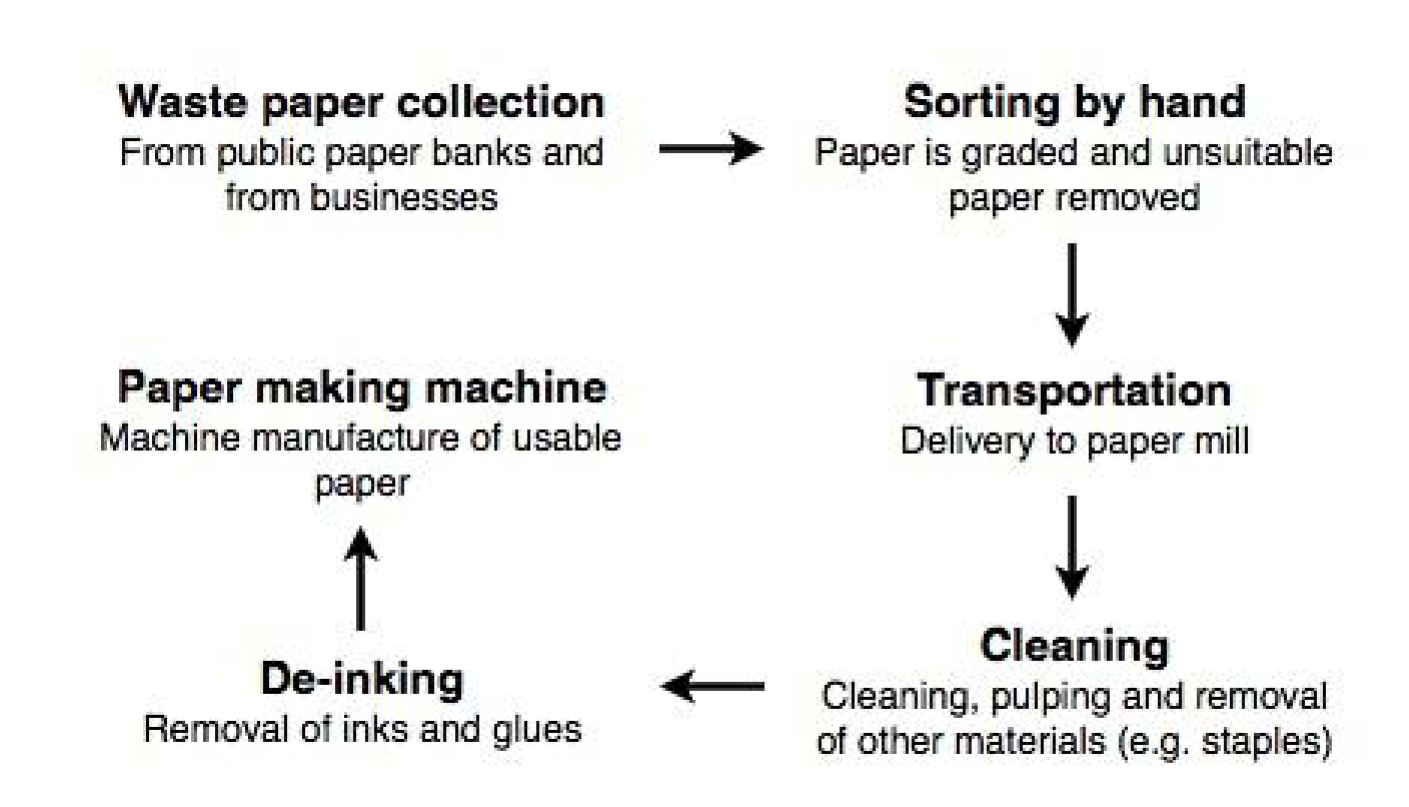 Waste paper collection
From public paper banks and
from businesses
Sorting by hand
Paper is graded and unsuitable
paper removed
Transportation
Delivery to paper mill
Cleaning
Cleaning, pulping and removal
of other materials (e.g. staples)
De-inking
Removal of inks and glues
Paper making machine
Machine manufacture of usable
paper